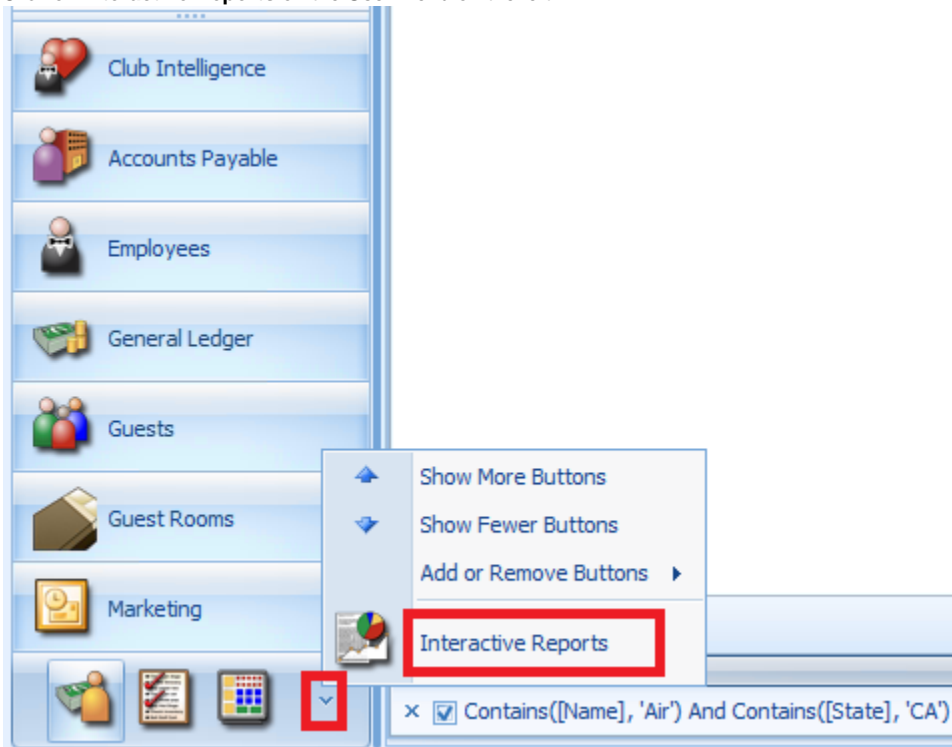 Club Intelligence
Accounts Payable
Employees
General Ledger
Guests
Guest Rooms
Marketing
Show More Buttons
Show Fewer Buttons
Add or Remove Buttons
Interactive Reports
Contains([Name], 'Air') And Contains([State], 'CA')